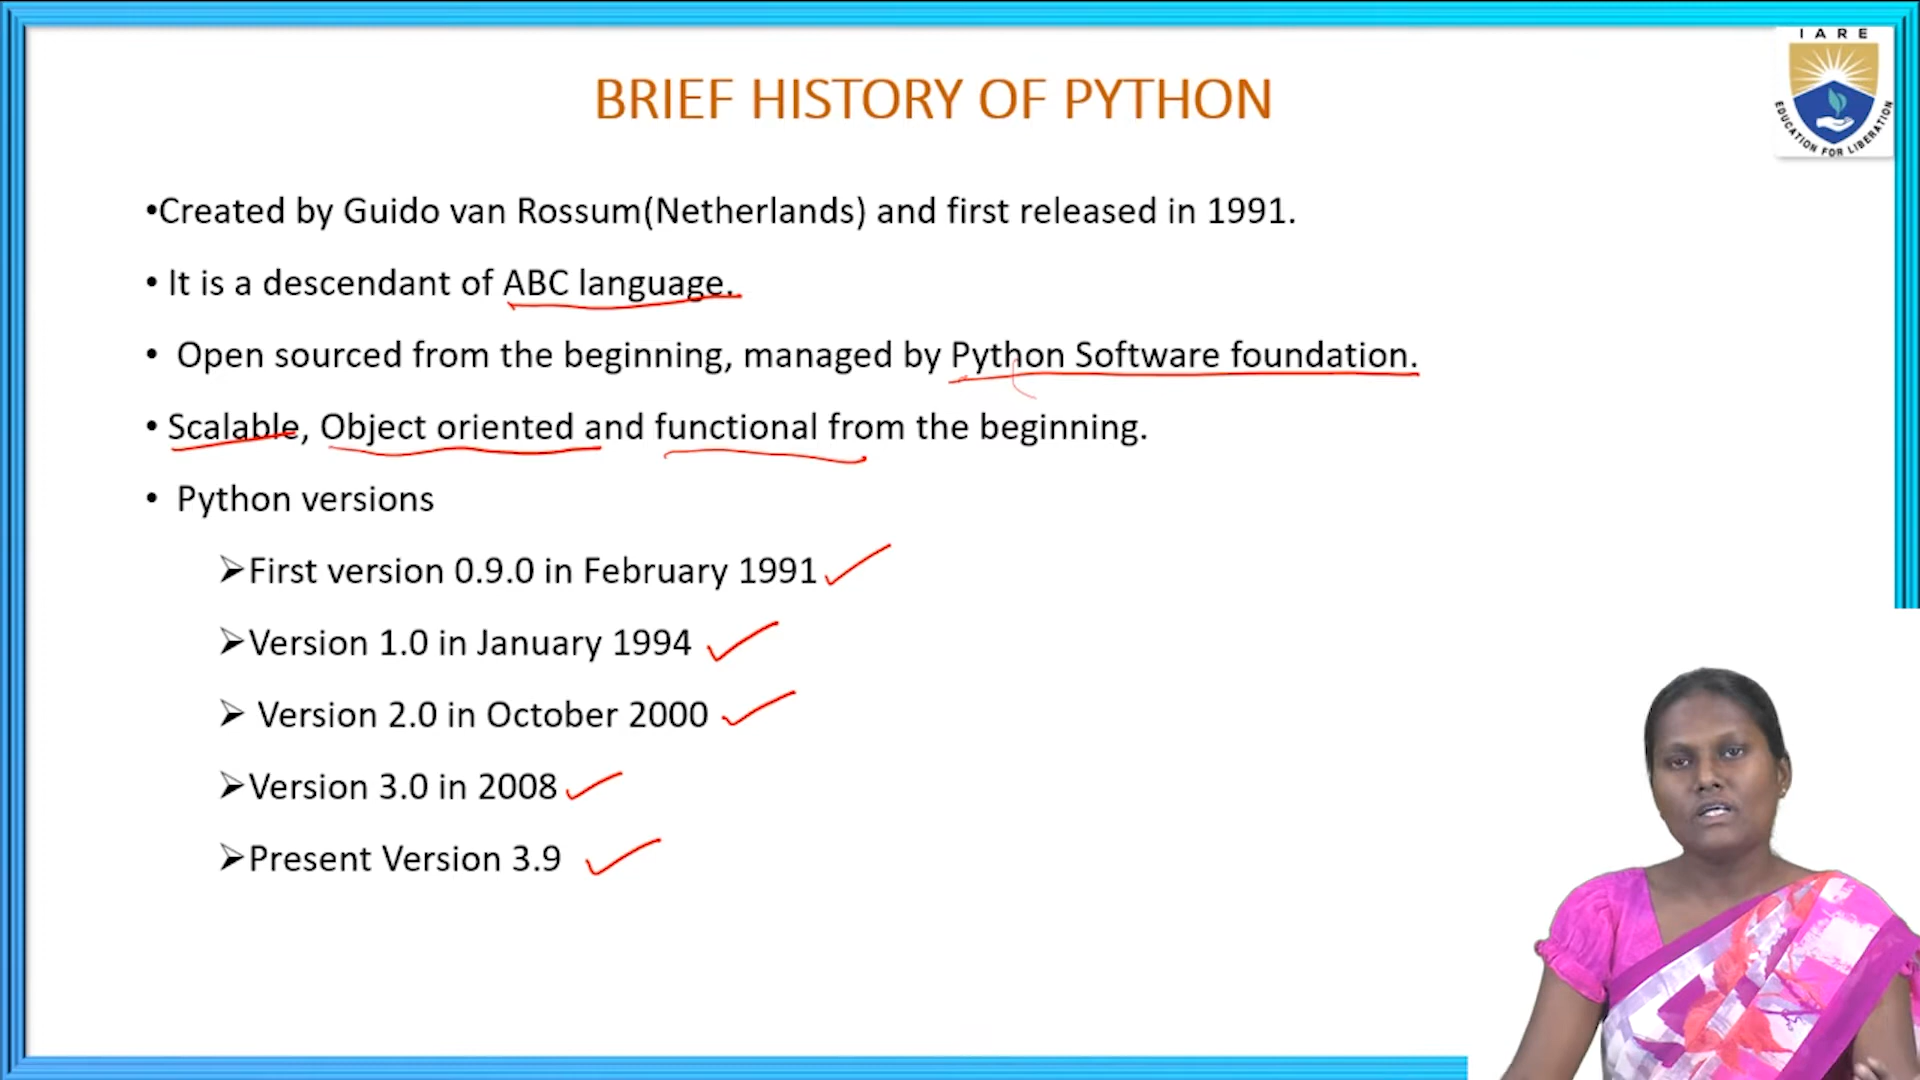 IARE
EDUCATION FOR LIBERATION
BRIEF HISTORY OF PYTHON
•Created by Guido van Rossum(Netherlands) and first released in 1991.
• It is a descendant of ABC language.
• Open sourced from the beginning, managed by Python Software foundation.
• Scalable, Object oriented and functional from the beginning.
• Python versions
➢First version 0.9.0 in February 1991
➢Version 1.0 in January 1994
➢ Version 2.0 in October 2000
➢Version 3.0 in 2008
➢Present Version 3.9